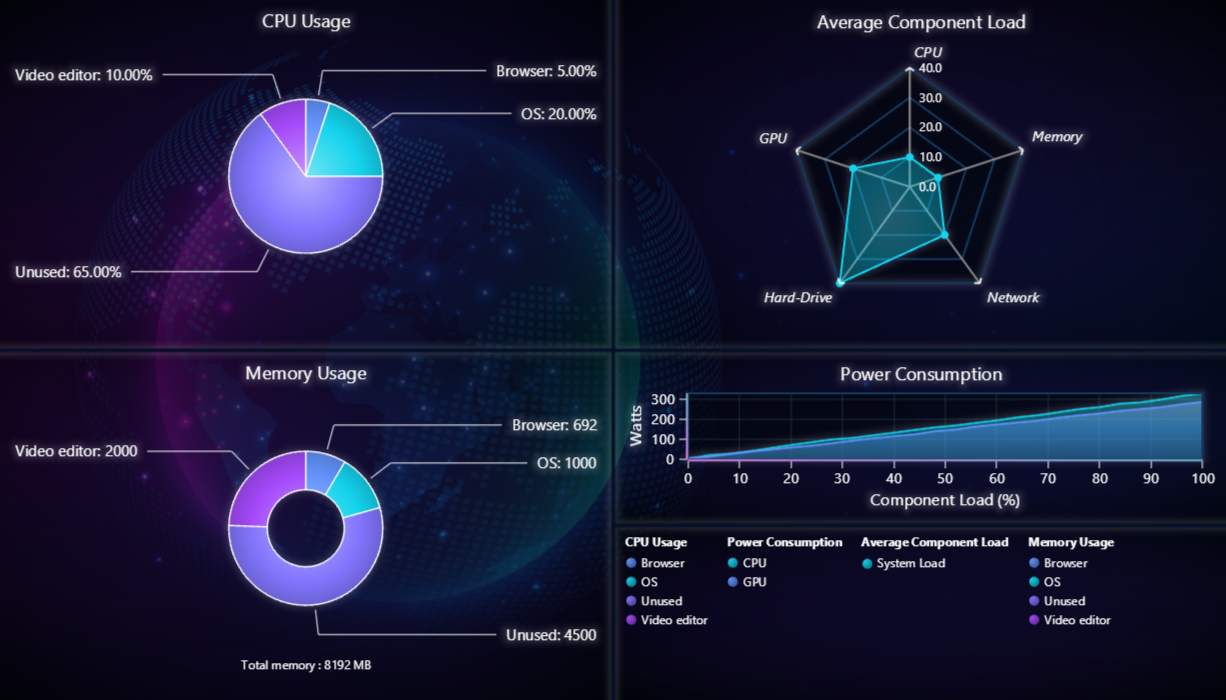 CPU Usage
Video editor: 10.00%
Browser: 5.00%
OS: 20.00%
Unused: 65.00%
Average Component Load
CPU
40.0
30.0
20.0
10.0
0.0
GPU
Memory
Hard-Drive
Network
Memory Usage
Browser: 692
Video editor: 2000
OS: 1000
Unused: 4500
Total memory : 8192 MB
Power Consumption
Watts
300
200
100
0
0 10 20 30 40 50 60 70 80 90 100
Component Load (%)
CPU Usage
Browser
OS
Unused
Video editor
Power Consumption
CPU
GPU
Average Component Load
System Load
Memory Usage
Browser
OS
Unused
Video editor